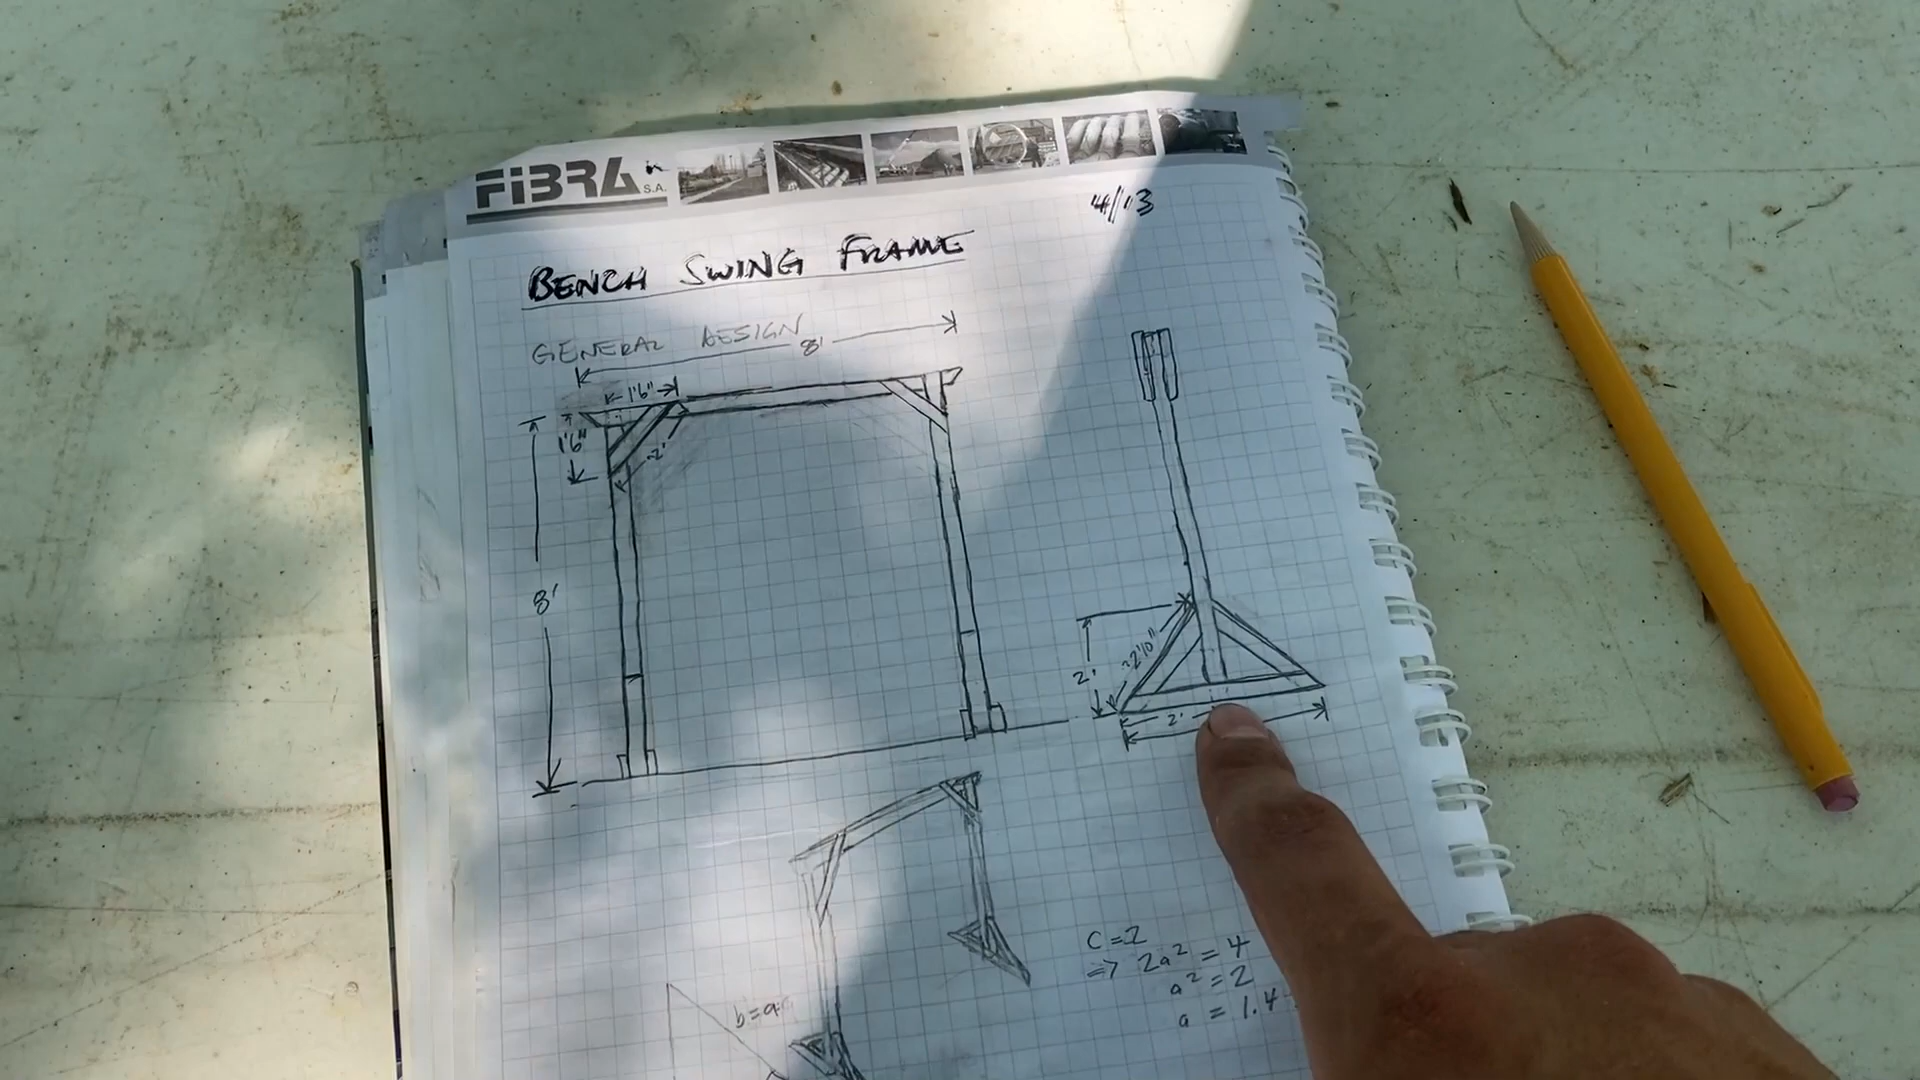 FiBRA S.A.
4/13
BENCH SWING FRAME
GENERAL DESIGN
8'
1'6"
1'6"
~2'
8'
2'
~2'10"
2'
C=2
=> 2a² = 4
a² = 2
a = 1.4
b=a